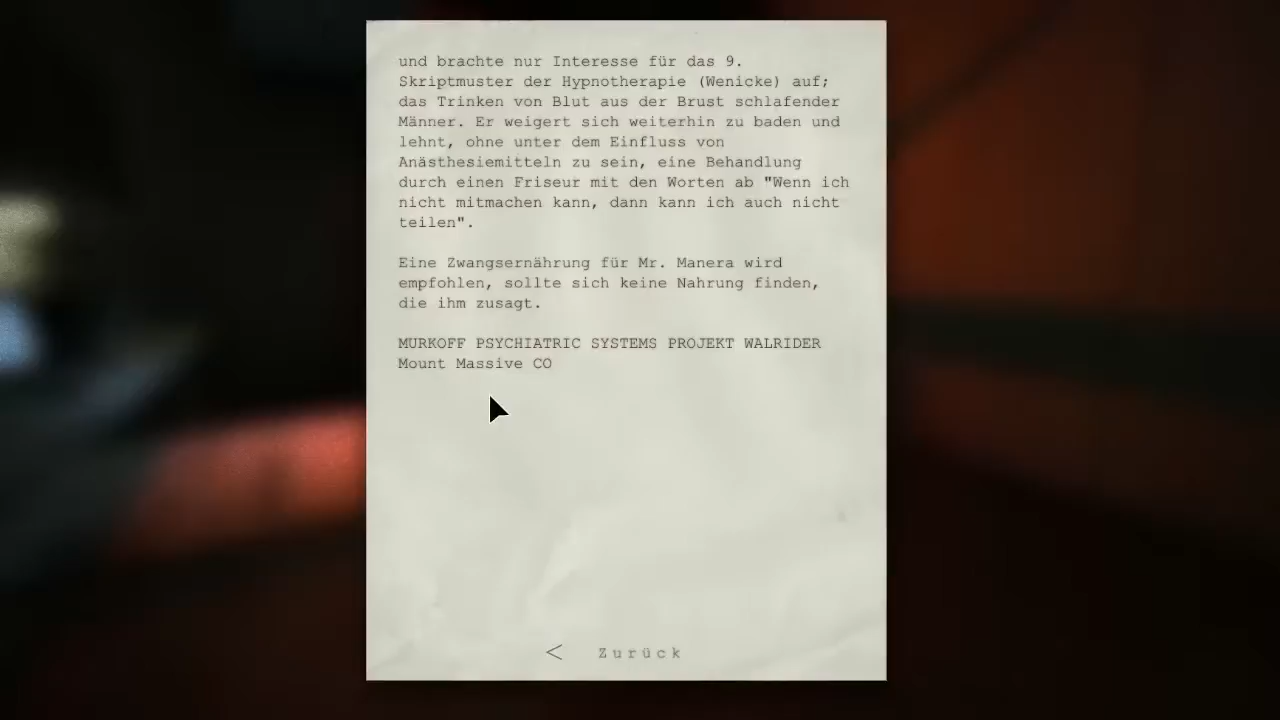 und brachte nur Interesse für das 9.
Skriptmuster der Hypnotherapie (Wenicke) auf;
das Trinken von Blut aus der Brust schlafender
Männer. Er weigert sich weiterhin zu baden und
lehnt, ohne unter dem Einfluss von
Anästhesiemitteln zu sein, eine Behandlung
durch einen Friseur mit den Worten ab "Wenn ich
nicht mitmachen kann, dann kann ich auch nicht
teilen".
Eine Zwangsernährung für Mr. Manera wird
empfohlen, sollte sich keine Nahrung finden,
die ihm zusagt.
MURKOFF PSYCHIATRIC SYSTEMS PROJEKT WALRIDER
Mount Massive CO
< Zurück